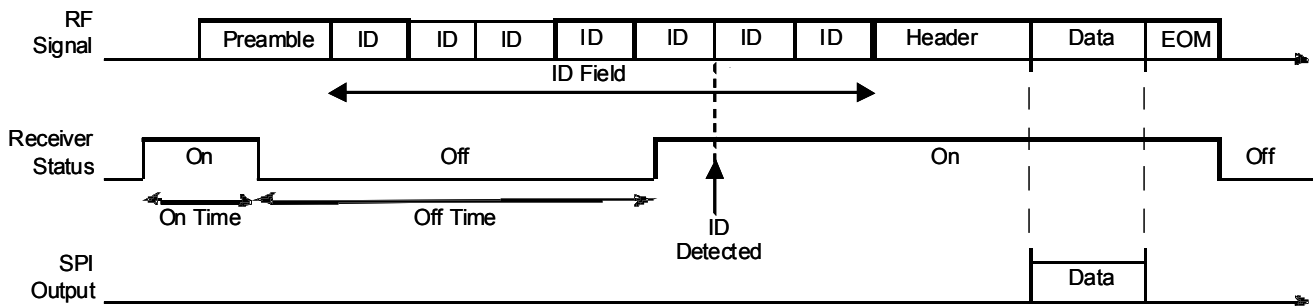 RF
Signal
Preamble ID ID ID ID ID ID ID Header Data EOM
ID Field
Receiver
Status
On Off On Off
On Time Off Time
ID
Detected
SPI
Output
Data